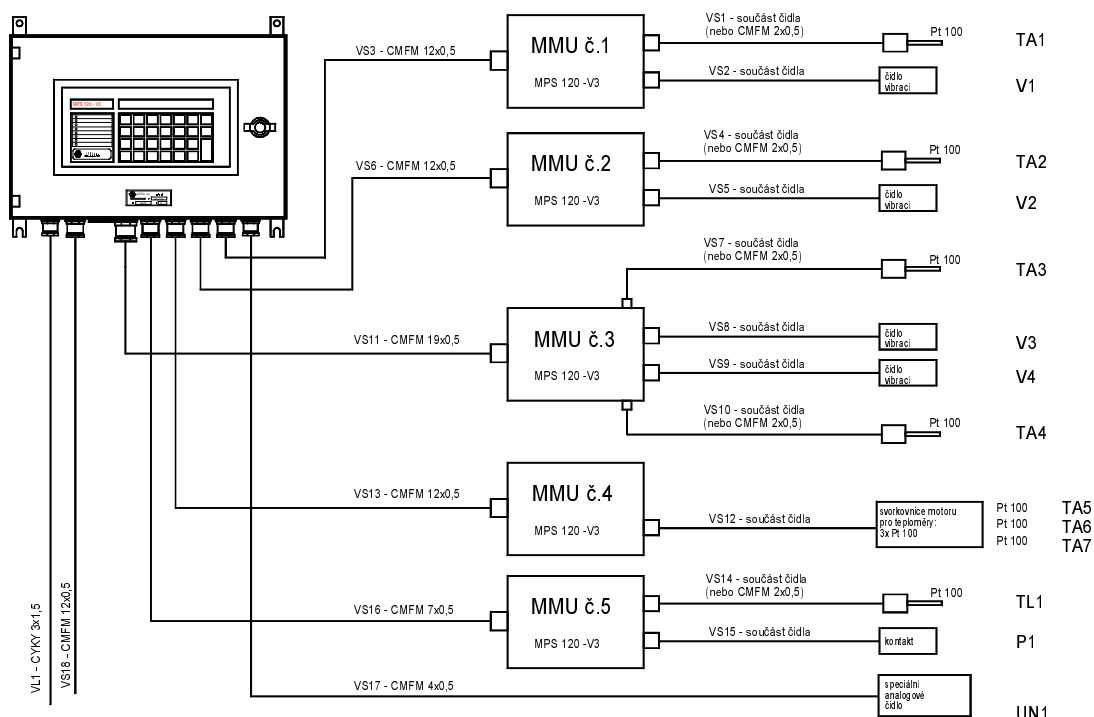 MPS 120 - V3
VS3 - CMFM 12x0,5
MMU č.1
MPS 120 -V3
VS1 - součást čidla
(nebo CMFM 2x0,5)
Pt 100
TA1
VS2 - součást čidla
čidlo
vibrací
V1
VS6 - CMFM 12x0,5
MMU č.2
MPS 120 -V3
VS4 - součást čidla
(nebo CMFM 2x0,5)
Pt 100
TA2
VS5 - součást čidla
čidlo
vibrací
V2
VS7 - součást čidla
(nebo CMFM 2x0,5)
Pt 100
TA3
VS11 - CMFM 19x0,5
MMU č.3
MPS 120 -V3
VS8 - součást čidla
čidlo
vibrací
V3
VS9 - součást čidla
čidlo
vibrací
V4
VS10 - součást čidla
(nebo CMFM 2x0,5)
Pt 100
TA4
VS13 - CMFM 12x0,5
MMU č.4
MPS 120 -V3
VS12 - součást čidla
svorkovnice motoru
pro teploměry:
3x Pt 100
Pt 100 TA5
Pt 100 TA6
Pt 100 TA7
VS16 - CMFM 7x0,5
MMU č.5
MPS 120 -V3
VS14 - součást čidla
(nebo CMFM 2x0,5)
Pt 100
TL1
VS15 - součást čidla
kontakt
P1
VS17 - CMFM 4x0,5
speciální
analogové
čidlo
UN1
VL1 - CYKY 3x1,5
VS18 - CMFM 12x0,5